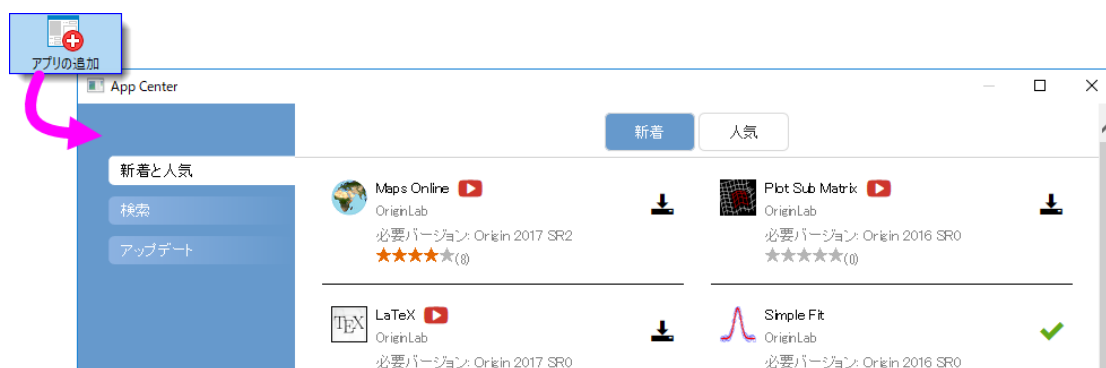 アプリの追加
App Center
新着 人気
新着と人気
検索
アップデート
Maps Online
OriginLab
必要バージョン: Origin 2017 SR2
(8)
Plot Sub Matrix
OriginLab
必要バージョン: Origin 2016 SR0
(0)
TEX
LaTeX
OriginLab
必要バージョン: Origin 2017 SR0
Simple Fit
OriginLab
必要バージョン: Origin 2016 SR0